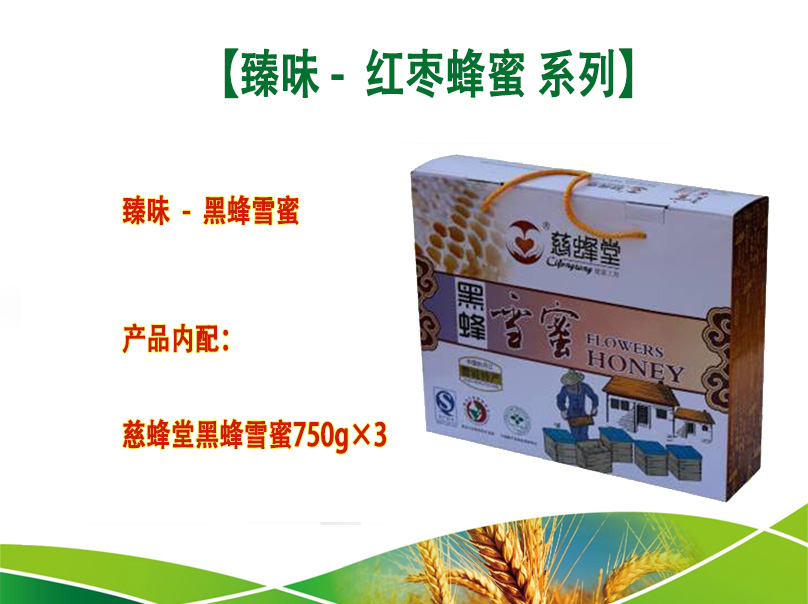 【臻味 - 红枣蜂蜜 系列】
臻味 - 黑蜂雪蜜
产品内配：
慈蜂堂黑蜂雪蜜750g×3
®
慈蜂堂
Cifengtang
黑蜂
雪蜜
FLOWERS
HONEY